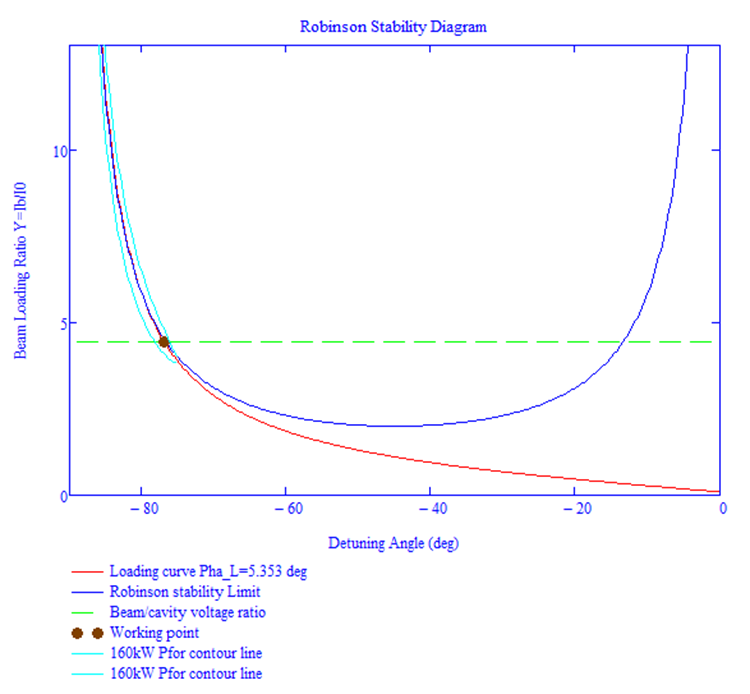 Robinson Stability Diagram
Beam Loading Ratio Y=Ib/I0
10
5
0
− 80
− 60
− 40
− 20
0
Detuning Angle (deg)
Loading curve Pha_L=5.353 deg
Robinson stability Limit
Beam/cavity voltage ratio
Working point
160kW Pfor contour line
160kW Pfor contour line